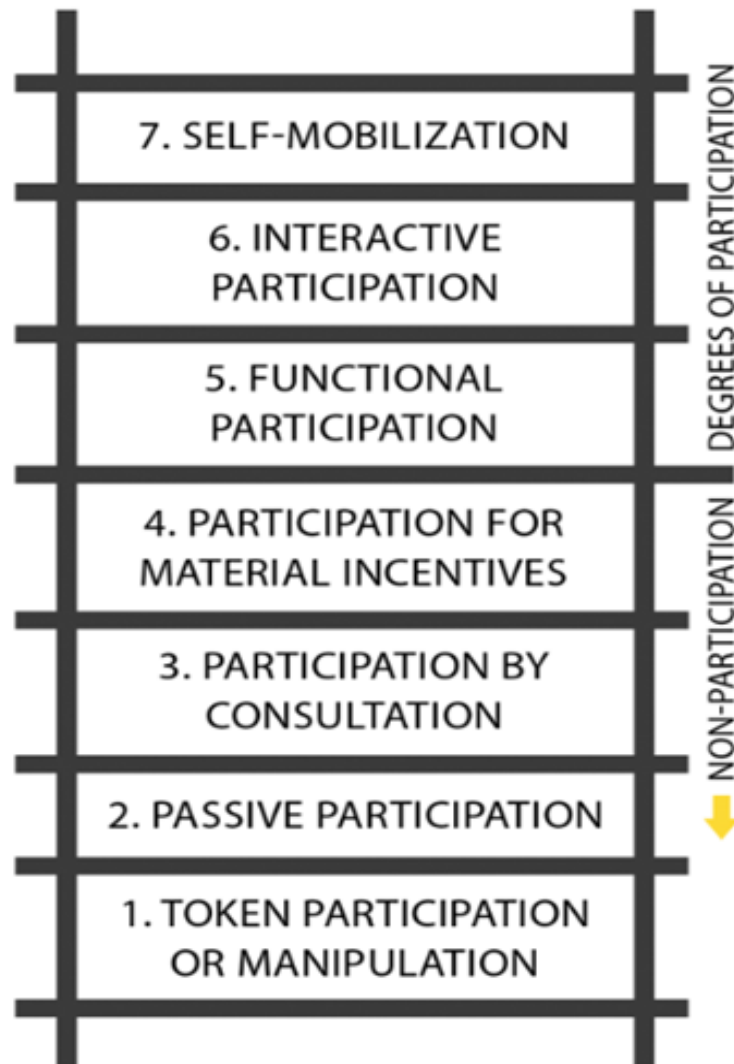 7. SELF-MOBILIZATION
6. INTERACTIVE
PARTICIPATION
5. FUNCTIONAL
PARTICIPATION
4. PARTICIPATION FOR
MATERIAL INCENTIVES
3. PARTICIPATION BY
CONSULTATION
2. PASSIVE PARTICIPATION
1. TOKEN PARTICIPATION
OR MANIPULATION
DEGREES OF PARTICIPATION
NON-PARTICIPATION